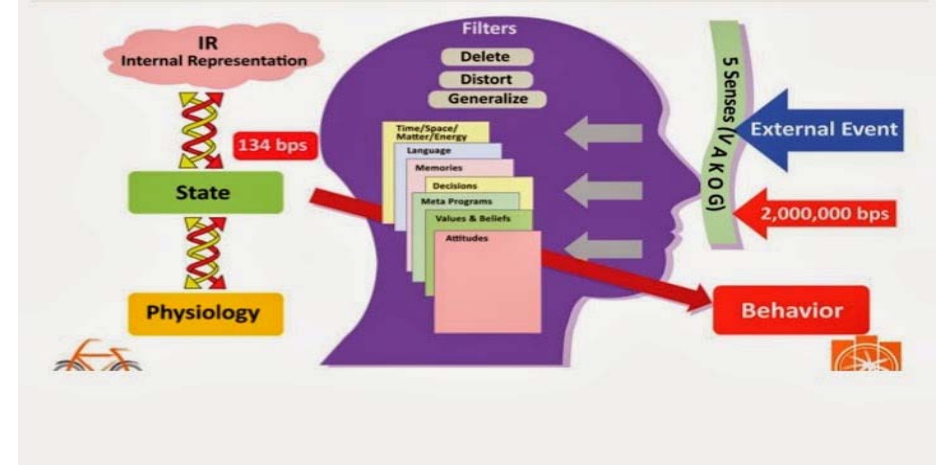 IR
Internal Representation
134 bps
State
Physiology
Filters
Delete
Distort
Generalize
Time/Space/
Matter/Energy
Language
Memories
Decisions
Meta Programs
Values & Beliefs
Attitudes
5 Senses (V A K O G)
External Event
2,000,000 bps
Behavior